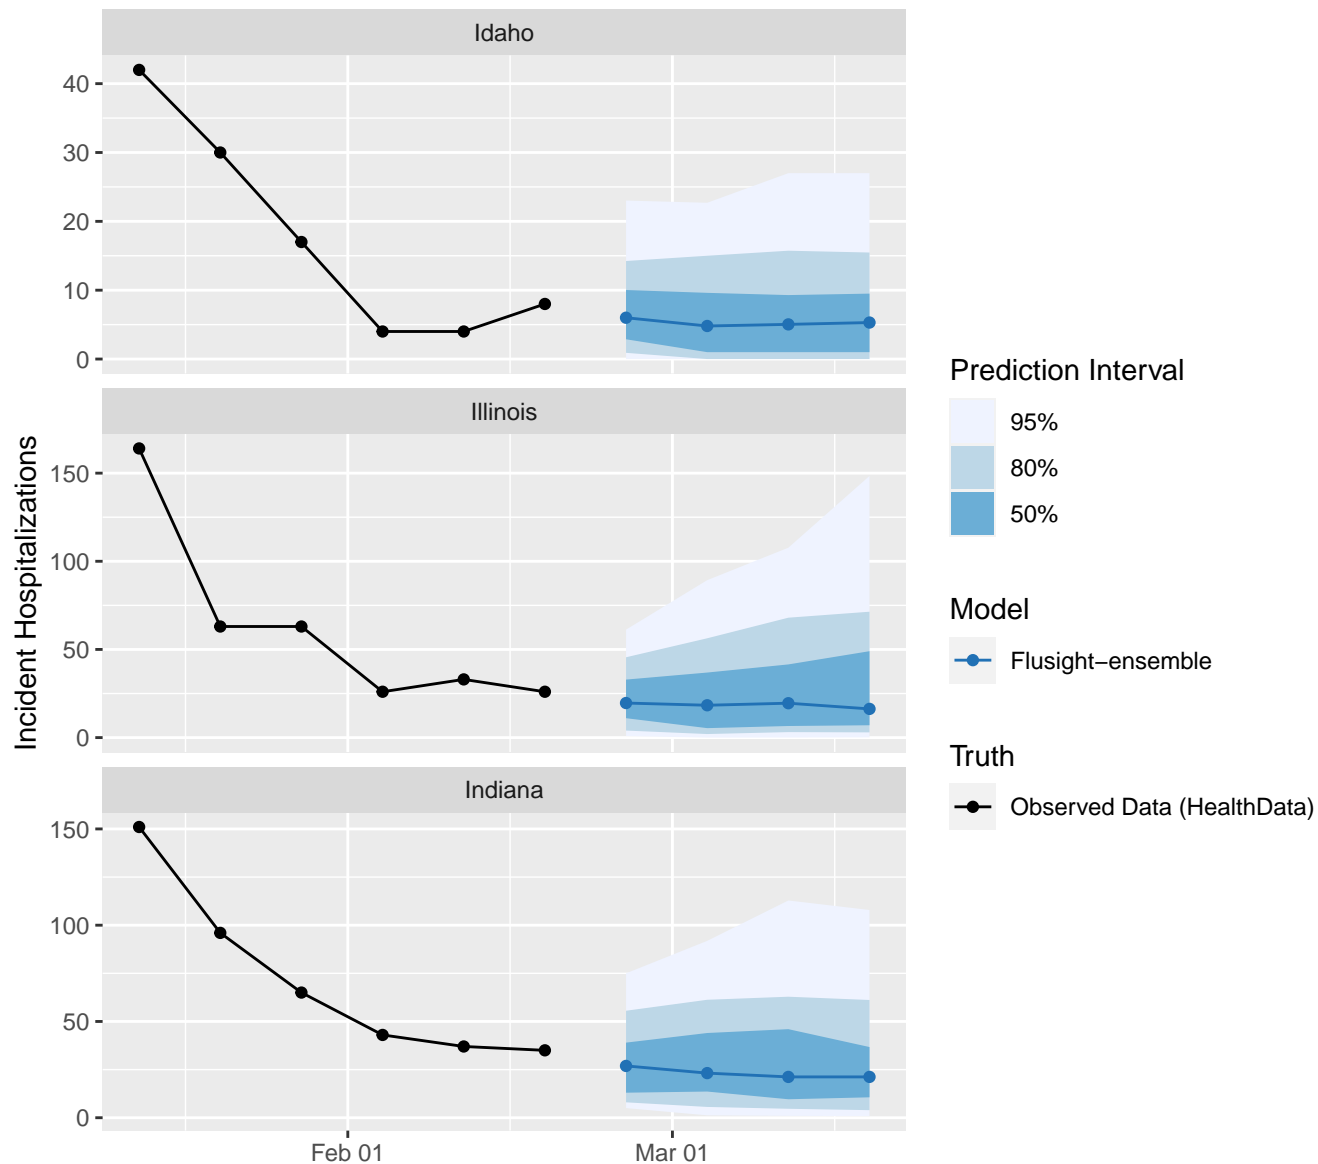 Idaho
40
30
20
10
0
Illinois
150
100
50
0
Indiana
150
100
50
0
Feb 01
Mar 01
Incident Hospitalizations
Prediction Interval
95%
80%
50%
Model
Flusight−ensemble
Truth
Observed Data (HealthData)